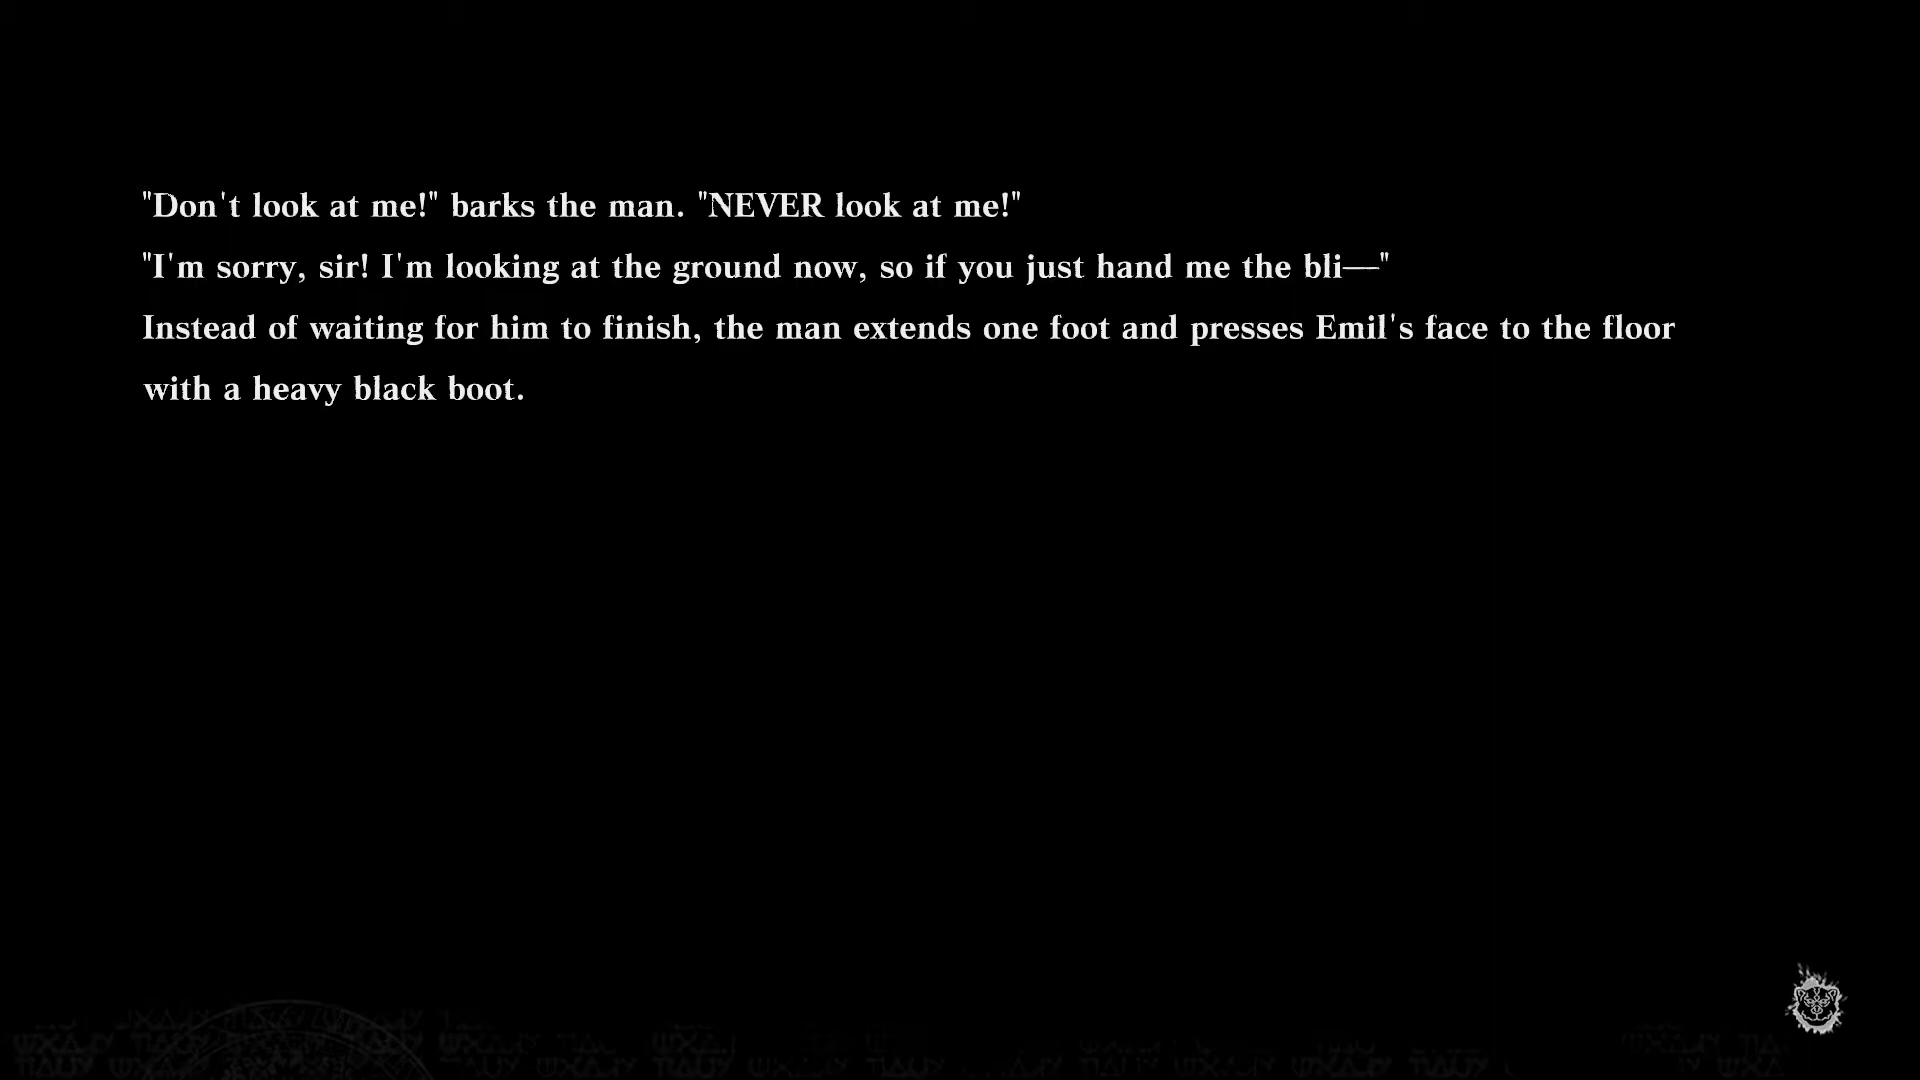 "Don't look at me!" barks the man. "NEVER look at me!"
"I'm sorry, sir! I'm looking at the ground now, so if you just hand me the bli—"
Instead of waiting for him to finish, the man extends one foot and presses Emil's face to the floor
with a heavy black boot.